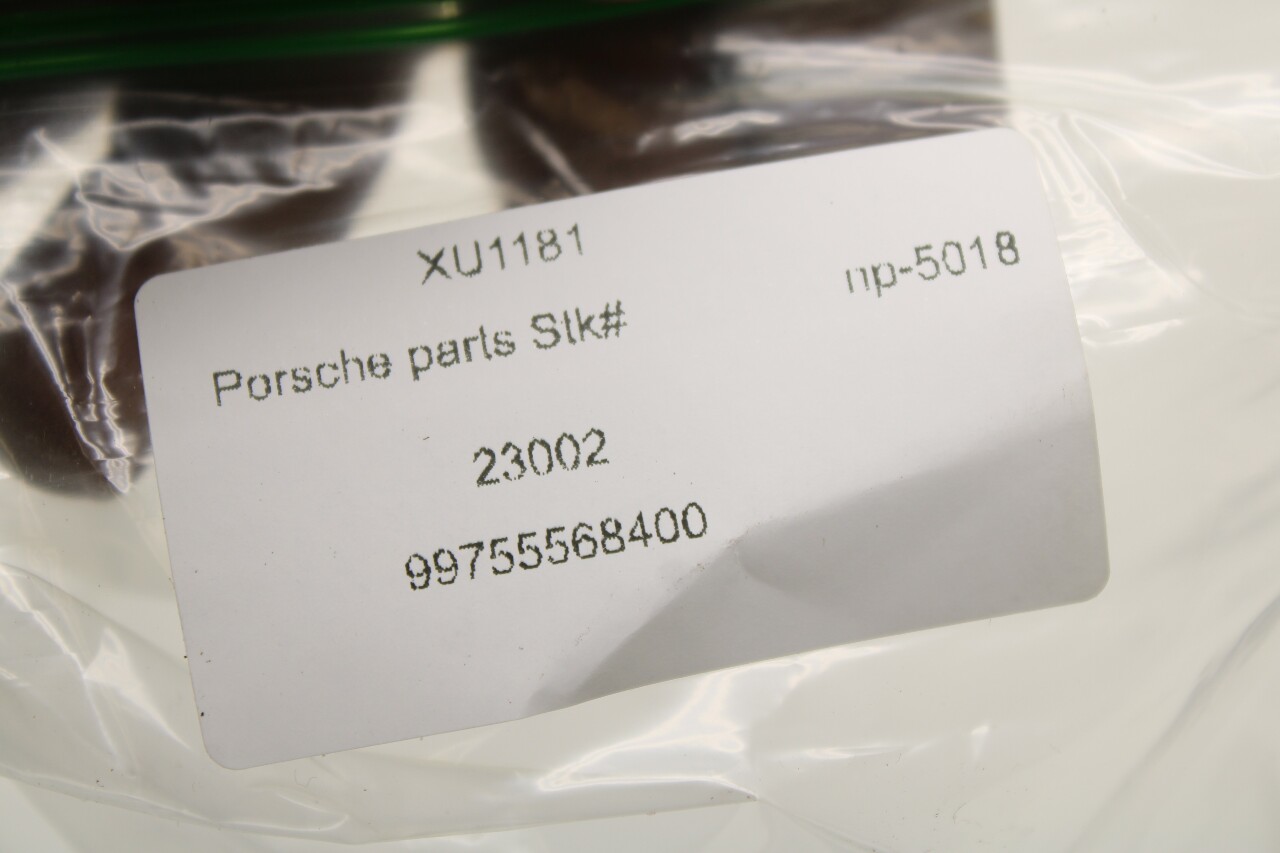 XU1181
np-5018
Porsche parts Stk#
23002
99755568400